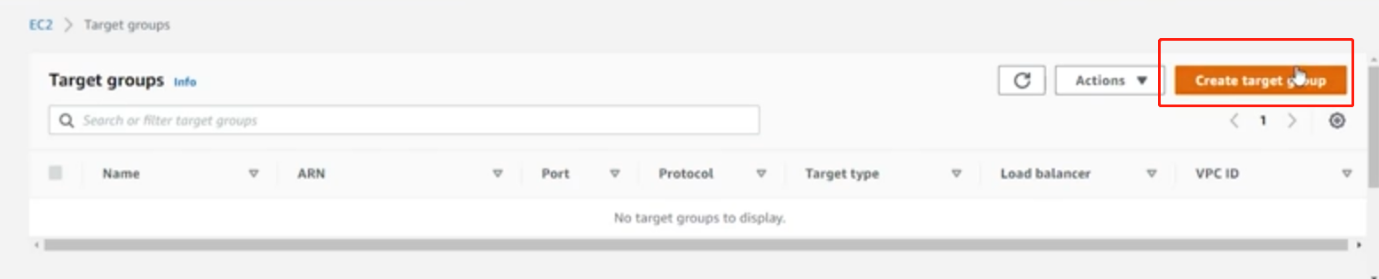 EC2 > Target groups
Target groups Info
Actions
Create target group
Search or filter target groups
1
Name ARN Port Protocol Target type Load balancer VPC ID
No target groups to display.